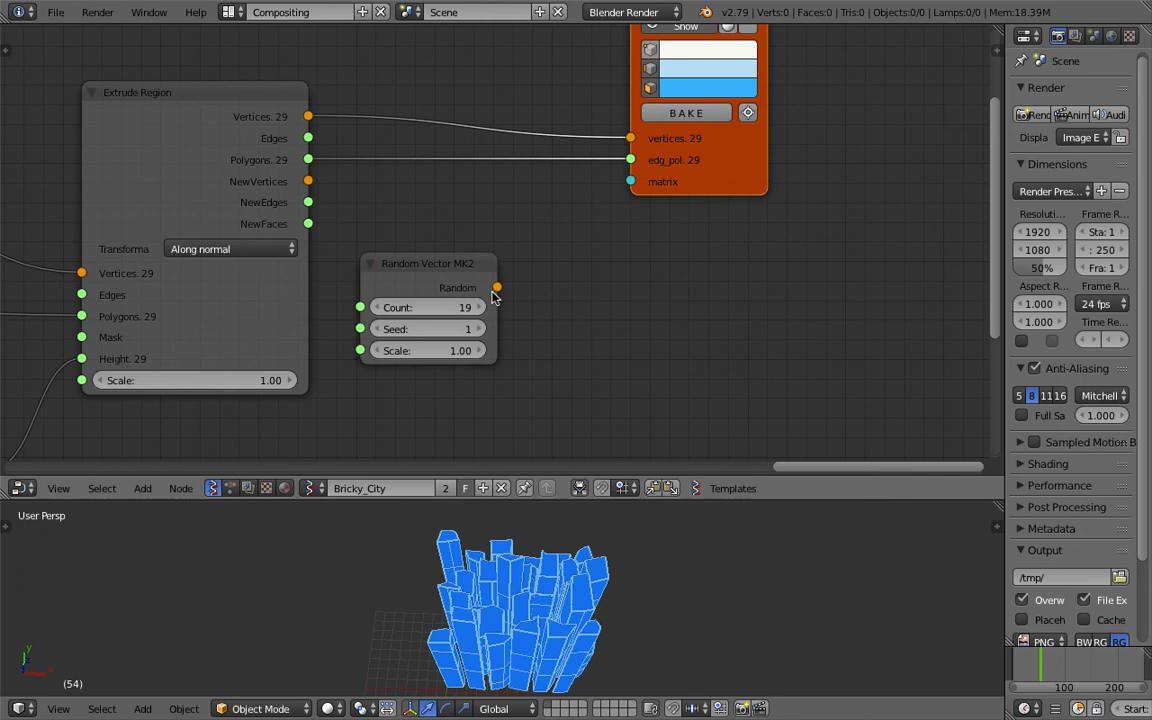 File Render Window Help Compositing Scene Blender Render v2.79 | Verts:0 | Faces:0 | Tris:0 | Objects:0/0 | Lamps:0/0 | Mem:18.39M
Show
BAKE
vertices. 29
edg_pol. 29
matrix
Extrude Region
Vertices. 29
Edges
Polygons. 29
NewVertices
NewEdges
NewFaces
Transforma Along normal
Vertices. 29
Edges
Polygons. 29
Mask
Height. 29
Scale: 1.00
Random Vector MK2
Random
Count: 19
Seed: 1
Scale: 1.00
Scene
Render
Rend Anim Audi
Displa Image E
Dimensions
Render Pres...
Resoluti... Frame R...
1920 Sta: 1
1080 : 250
50% Fra: 1
Aspect R... Frame R...
1.000 24 fps
1.000 Time Re...
Anti-Aliasing
5 8 11 16 Mitchell
Full Sa 1.000
Sampled Motion B
Shading
Performance
Post Processing
Metadata
Output
/tmp/
Overw File Ex
Placeh Cache
PNG BW RG RG
View Select Add Node Bricky_City 2 F Templates
User Persp
y
x
(54)
100 200
View Select Add Object Object Mode Global Start: